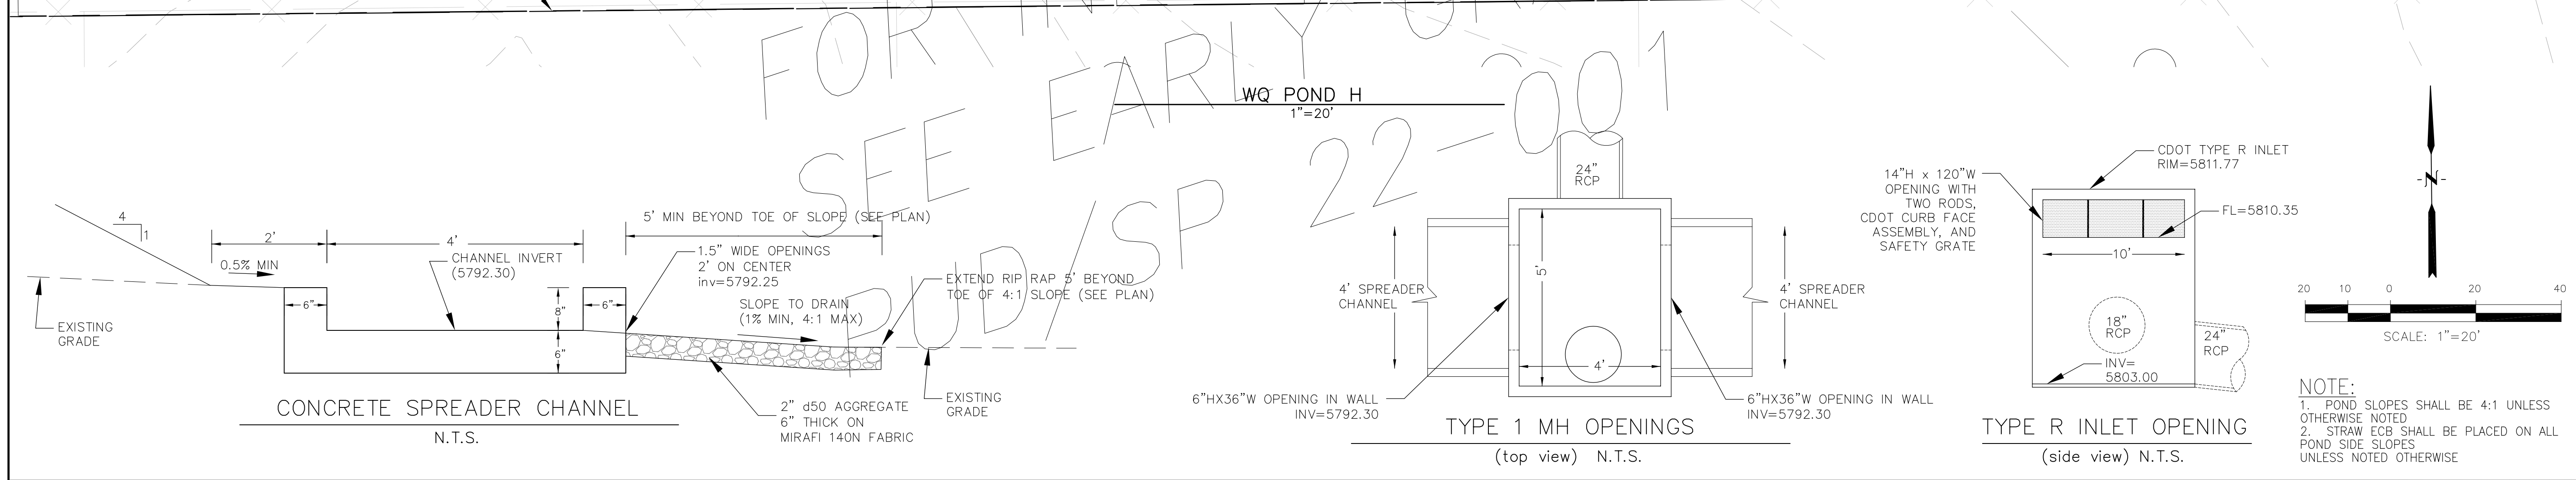 FOR IN
SEE EARLY GR
PUD/SP 22-001
WQ POND H
1"=20'
4
1
2'
4'
0.5% MIN
CHANNEL INVERT
(5792.30)
5' MIN BEYOND TOE OF SLOPE (SEE PLAN)
1.5" WIDE OPENINGS
2' ON CENTER
inv=5792.25
SLOPE TO DRAIN
(1% MIN, 4:1 MAX)
EXTEND RIP RAP 5' BEYOND
TOE OF 4:1 SLOPE (SEE PLAN)
6"
8"
6"
6"
EXISTING
GRADE
EXISTING
GRADE
2" d50 AGGREGATE
6" THICK ON
MIRAFI 140N FABRIC
CONCRETE SPREADER CHANNEL
N.T.S.
24"
RCP
5'
4'
4' SPREADER
CHANNEL
4' SPREADER
CHANNEL
6"HX36"W OPENING IN WALL
INV=5792.30
6"HX36"W OPENING IN WALL
INV=5792.30
TYPE 1 MH OPENINGS
(top view) N.T.S.
14"H x 120"W
OPENING WITH
TWO RODS,
CDOT CURB FACE
ASSEMBLY, AND
SAFETY GRATE
CDOT TYPE R INLET
RIM=5811.77
FL=5810.35
10'
18"
RCP
24"
RCP
INV=
5803.00
TYPE R INLET OPENING
(side view) N.T.S.
N
20 10 0 20 40
SCALE: 1"=20'
NOTE:
1. POND SLOPES SHALL BE 4:1 UNLESS
OTHERWISE NOTED
2. STRAW ECB SHALL BE PLACED ON ALL
POND SIDE SLOPES
UNLESS NOTED OTHERWISE